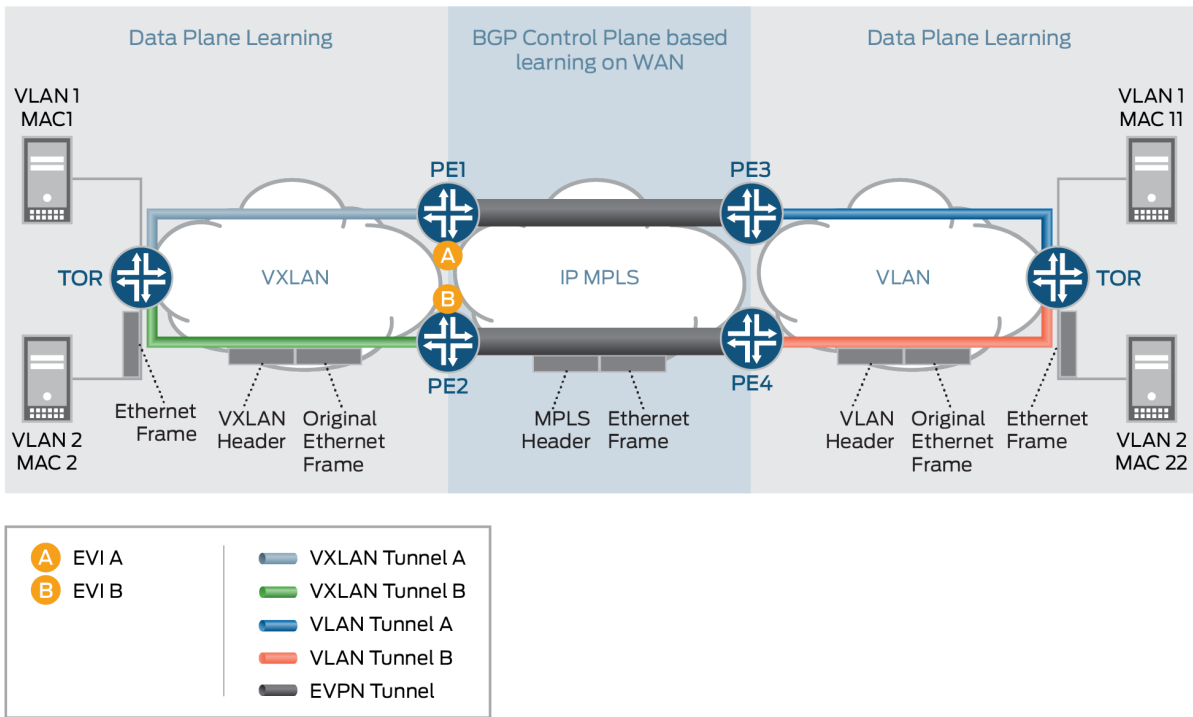 Data Plane Learning
BGP Control Plane based
learning on WAN
Data Plane Learning
VLAN 1
MAC1
VLAN 1
MAC 11
PE1
PE3
A
TOR
VXLAN
IP MPLS
VLAN
TOR
B
PE2
PE4
Ethernet
Frame
VXLAN
Header
Original
Ethernet
Frame
MPLS
Header
Ethernet
Frame
VLAN
Header
Original
Ethernet
Frame
Ethernet
Frame
VLAN 2
MAC 2
VLAN 2
MAC 22
A EVI A
B EVI B
VXLAN Tunnel A
VXLAN Tunnel B
VLAN Tunnel A
VLAN Tunnel B
EVPN Tunnel